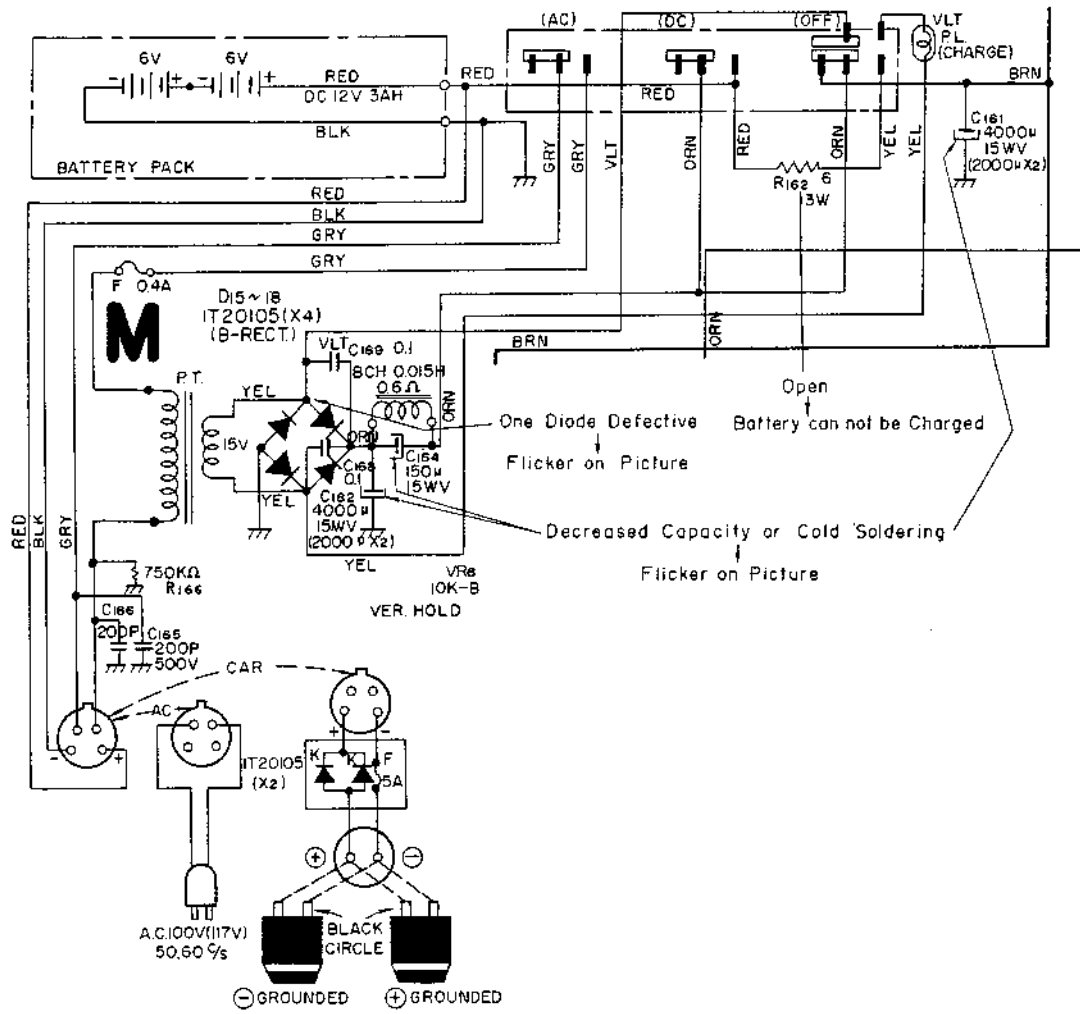 (AC) (DC) (OFF) VLT
P.L.
(CHARGE)
6V 6V
RED
DC 12V 3AH
BLK
BATTERY PACK
RED
RED
BRN
GRY
GRY
VLT
ORN
RED
ORN
YEL
YEL
C161
4000μ
15WV
(2000μX2)
R162 6
3W
RED
BLK
GRY
GRY
F 0.4A
M
D15~18
1T20105(X4)
(B-RECT.)
VLT
C169 0.1
8CH 0.015H
0.6Ω
ORN
ORN
BRN
P.T.
YEL
15V
YEL
ORN
C168
0.1
C164
150μ
15WV
C162
4000μ
15WV
(2000μX2)
YEL
Open
Battery can not be Charged
One Diode Defective
Flicker on Picture
Decreased Capacity or Cold Soldering
Flicker on Picture
VR6
10K-B
VER. HOLD
RED
BLK
GRY
750KΩ
R166
C166
200P
C165
200P
500V
CAR
AC
- +
1T20105
(X2)
+ -
K K F
5A
+ −
A.C.100V(117V)
50,60 C/S
BLACK
CIRCLE
− GROUNDED
+ GROUNDED